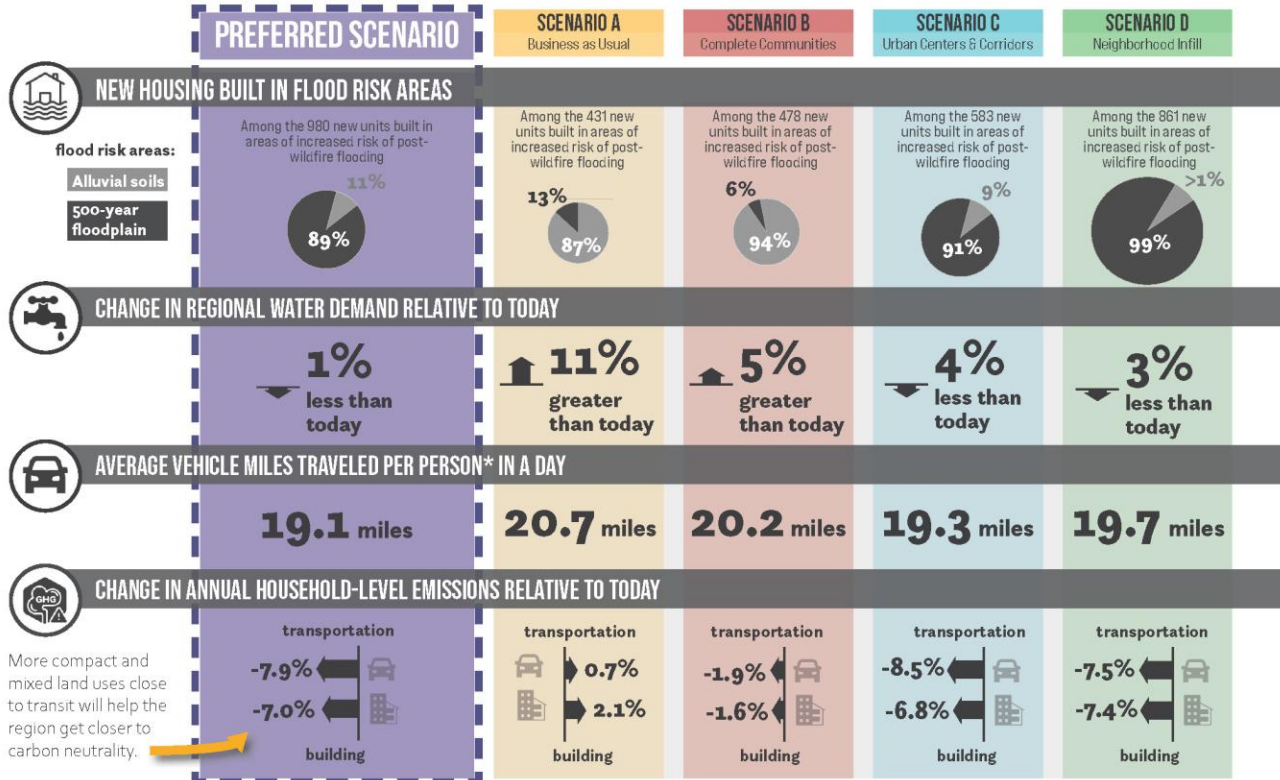 PREFERRED SCENARIO
SCENARIO A
Business as Usual
SCENARIO B
Complete Communities
SCENARIO C
Urban Centers & Corridors
SCENARIO D
Neighborhood Infill
NEW HOUSING BUILT IN FLOOD RISK AREAS
flood risk areas:
Alluvial soils
500-year
floodplain
Among the 980 new units built in
areas of increased risk of post-
wildfire flooding
11%
89%
Among the 431 new
units built in areas of
increased risk of post-
wildfire flooding
13%
87%
Among the 478 new
units built in areas of
increased risk of post-
wildfire flooding
6%
94%
Among the 583 new
units built in areas of
increased risk of post-
wildfire flooding
9%
91%
Among the 861 new
units built in areas of
increased risk of post-
wildfire flooding
>1%
99%
CHANGE IN REGIONAL WATER DEMAND RELATIVE TO TODAY
1%
less than
today
11%
greater
than today
5%
greater
than today
4%
less than
today
3%
less than
today
AVERAGE VEHICLE MILES TRAVELED PER PERSON* IN A DAY
19.1 miles
20.7 miles
20.2 miles
19.3 miles
19.7 miles
CHANGE IN ANNUAL HOUSEHOLD-LEVEL EMISSIONS RELATIVE TO TODAY
GHG
More compact and
mixed land uses close
to transit will help the
region get closer to
carbon neutrality.
transportation
-7.9%
-7.0%
building
transportation
0.7%
2.1%
building
transportation
-1.9%
-1.6%
building
transportation
-8.5%
-6.8%
building
transportation
-7.5%
-7.4%
building